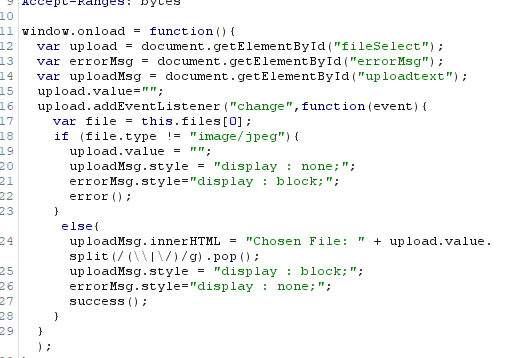 9 Accept-Ranges: bytes
10
11 window.onload = function(){
12 var upload = document.getElementById("fileSelect");
13 var errorMsg = document.getElementById("errorMsg");
14 var uploadMsg = document.getElementById("uploadtext");
15 upload.value="";
16 upload.addEventListener("change",function(event){
17 var file = this.files[0];
18 if (file.type != "image/jpeg"){
19 upload.value = "";
20 uploadMsg.style = "display : none;";
21 errorMsg.style="display : block;";
22 error();
23 }
else{
24 uploadMsg.innerHTML = "Chosen File: " + upload.value.
split(/(\\|\/)/g).pop();
25 uploadMsg.style = "display : block;";
26 errorMsg.style="display : none;";
27 success();
28 }
29 }
);